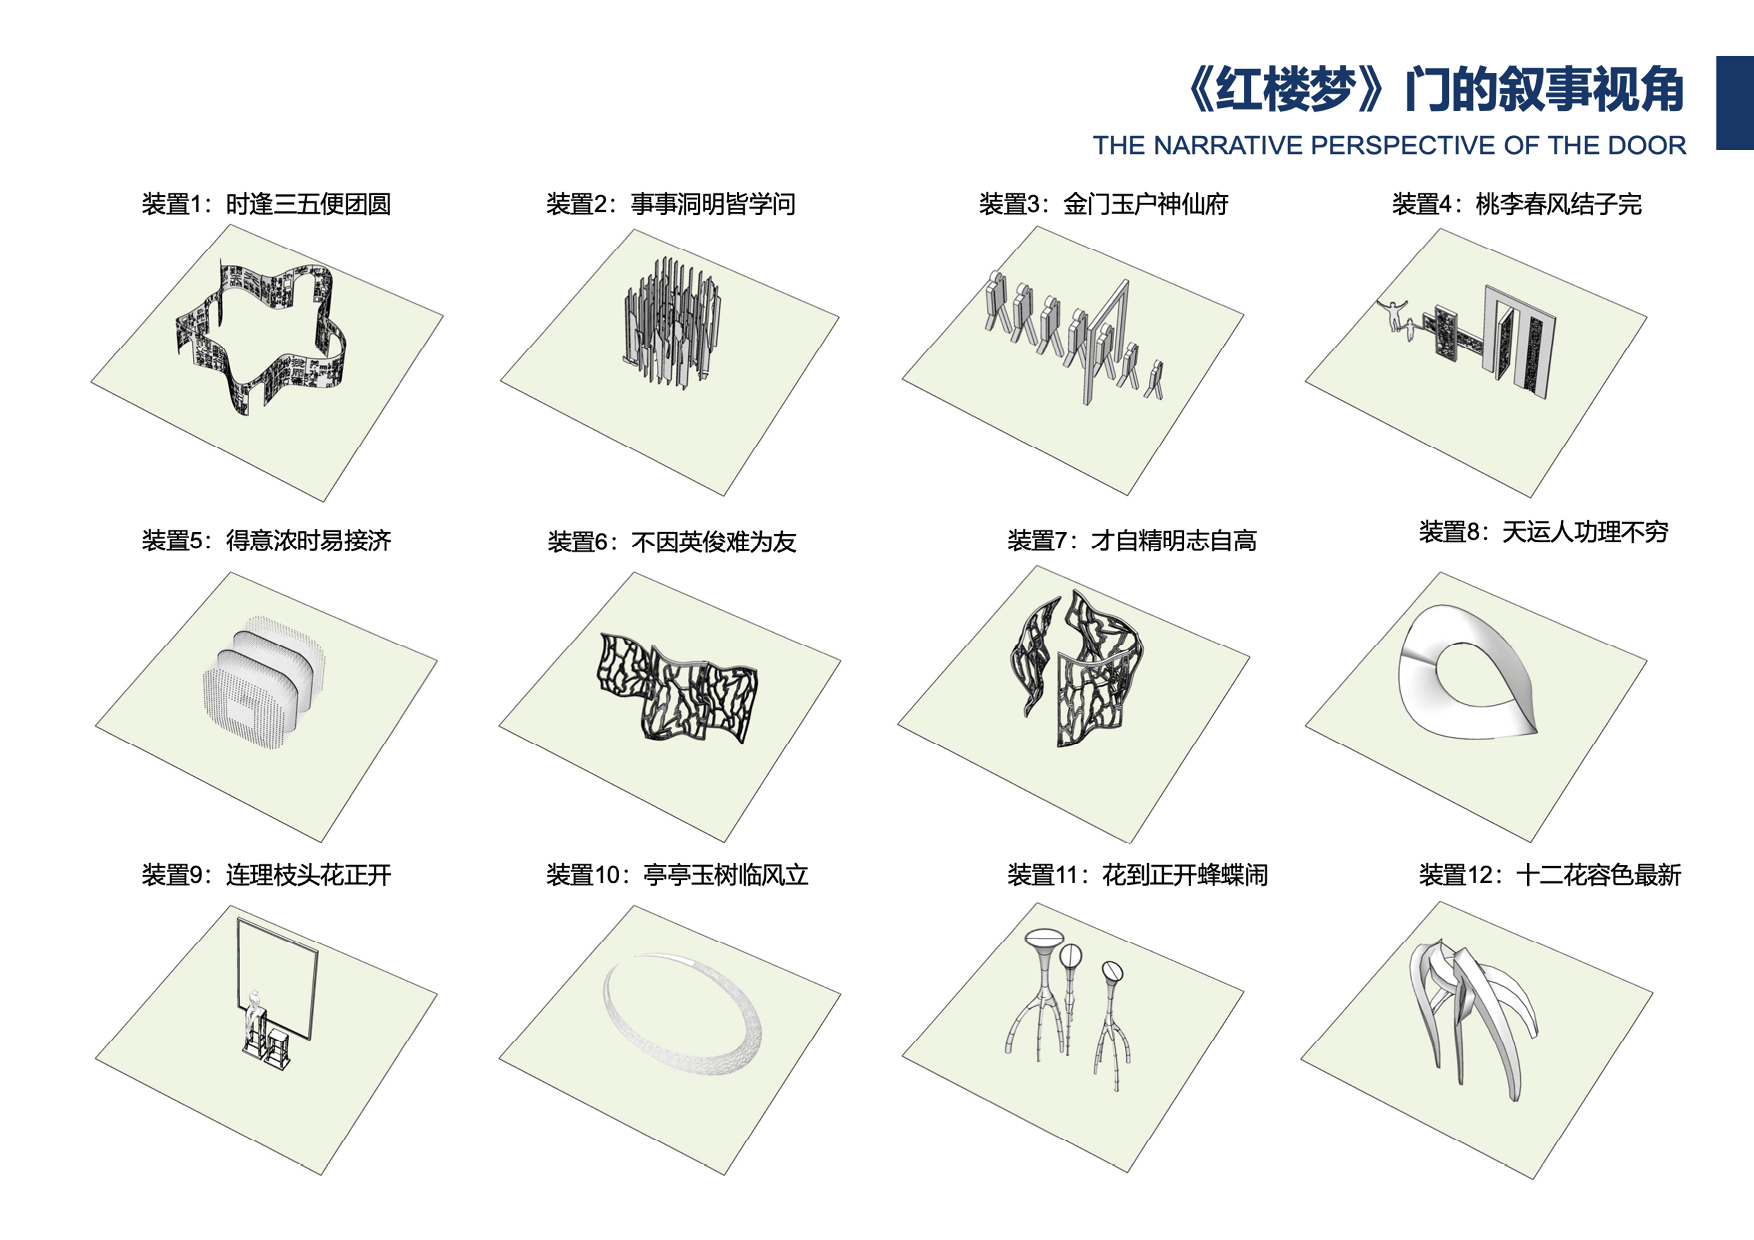 《红楼梦》门的叙事视角
THE NARRATIVE PERSPECTIVE OF THE DOOR
装置1：时逢三五便团圆
装置2：事事洞明皆学问
装置3：金门玉户神仙府
装置4：桃李春风结子完
装置5：得意浓时易接济
装置6：不因英俊难为友
装置7：才自精明志自高
装置8：天运人功理不穷
装置9：连理枝头花正开
装置10：亭亭玉树临风立
装置11：花到正开蜂蝶闹
装置12：十二花容色最新